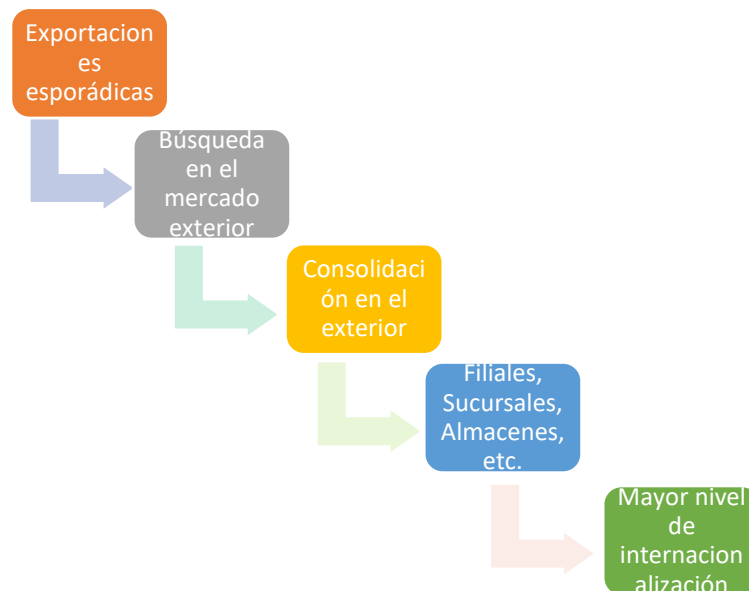 Exportacion
es
esporádicas
Búsqueda
en el
mercado
exterior
Consolidaci
ón en el
exterior
Filiales,
Sucursales,
Almacenes,
etc.
Mayor nivel
de
internacion
alización